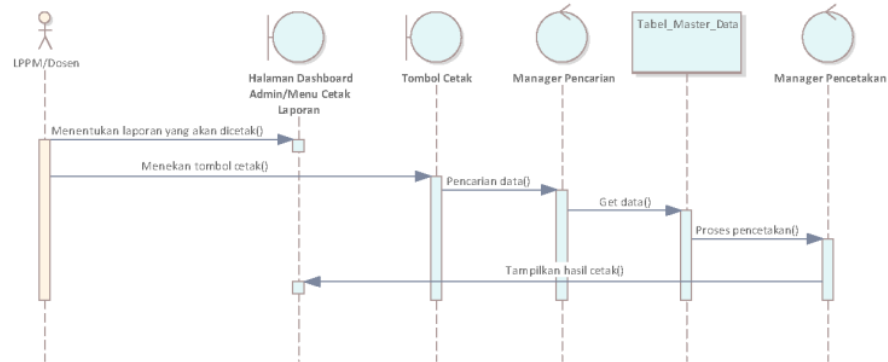 LPPM/Dosen
Halaman Dashboard
Admin/Menu Cetak
Laporan
Tombol Cetak
Manager Pencarian
Tabel_Master_Data
Manager Pencetakan
Menentukan laporan yang akan dicetak()
Menekan tombol cetak()
Pencarian data()
Get data()
Proses pencetakan()
Tampilkan hasil cetak()